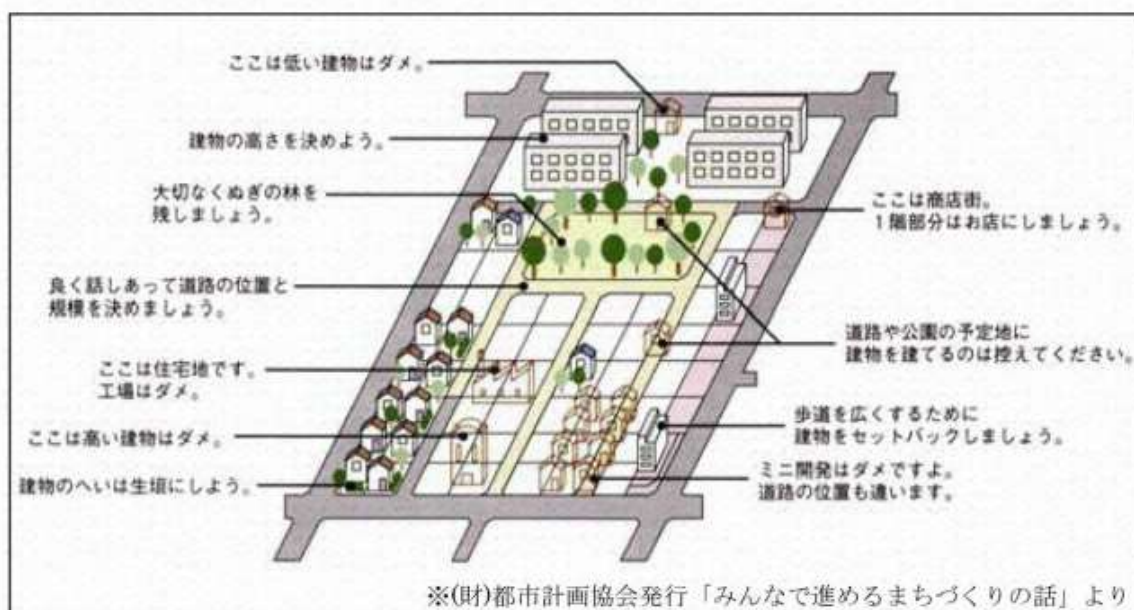 ここは低い建物はダメ。
建物の高さを決めよう。
大切なくぬぎの林を
残しましょう。
ここは商店街。
1階部分はお店にしましょう。
良く話しあって道路の位置と
規模を決めましょう。
道路や公園の予定地に
建物を建てるのは控えてください。
ここは住宅地です。
工場はダメ。
歩道を広くするために
建物をセットバックしましょう。
ここは高い建物はダメ。
ミニ開発はダメですよ。
道路の位置も違います。
建物のへいは生垣にしよう。
※(財)都市計画協会発行「みんなで進めるまちづくりの話」より